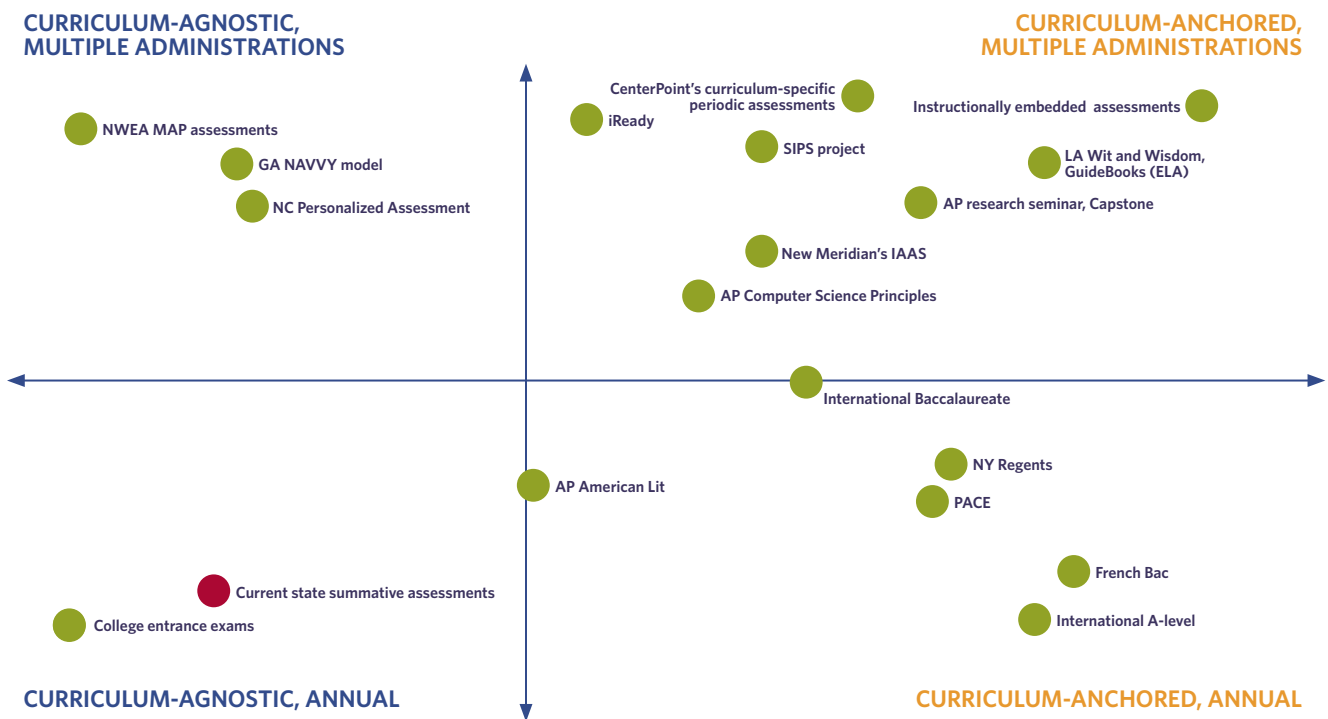 CURRICULUM-AGNOSTIC,
MULTIPLE ADMINISTRATIONS
CURRICULUM-ANCHORED,
MULTIPLE ADMINISTRATIONS
CenterPoint's curriculum-specific
periodic assessments
Instructionally embedded assessments
iReady
NWEA MAP assessments
SIPS project
LA Wit and Wisdom,
GuideBooks (ELA)
GA NAVVY model
NC Personalized Assessment
AP research seminar, Capstone
New Meridian's IAAS
AP Computer Science Principles
International Baccalaureate
NY Regents
AP American Lit
PACE
French Bac
Current state summative assessments
International A-level
College entrance exams
CURRICULUM-AGNOSTIC, ANNUAL
CURRICULUM-ANCHORED, ANNUAL